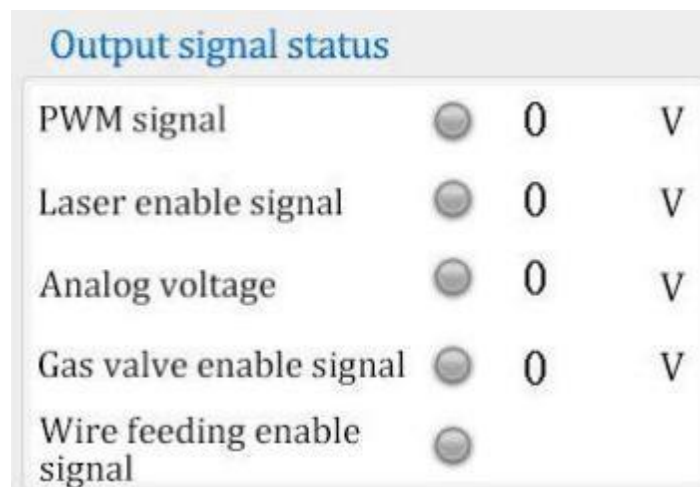 Output signal status
PWM signal 0 V
Laser enable signal 0 V
Analog voltage 0 V
Gas valve enable signal 0 V
Wire feeding enable
signal